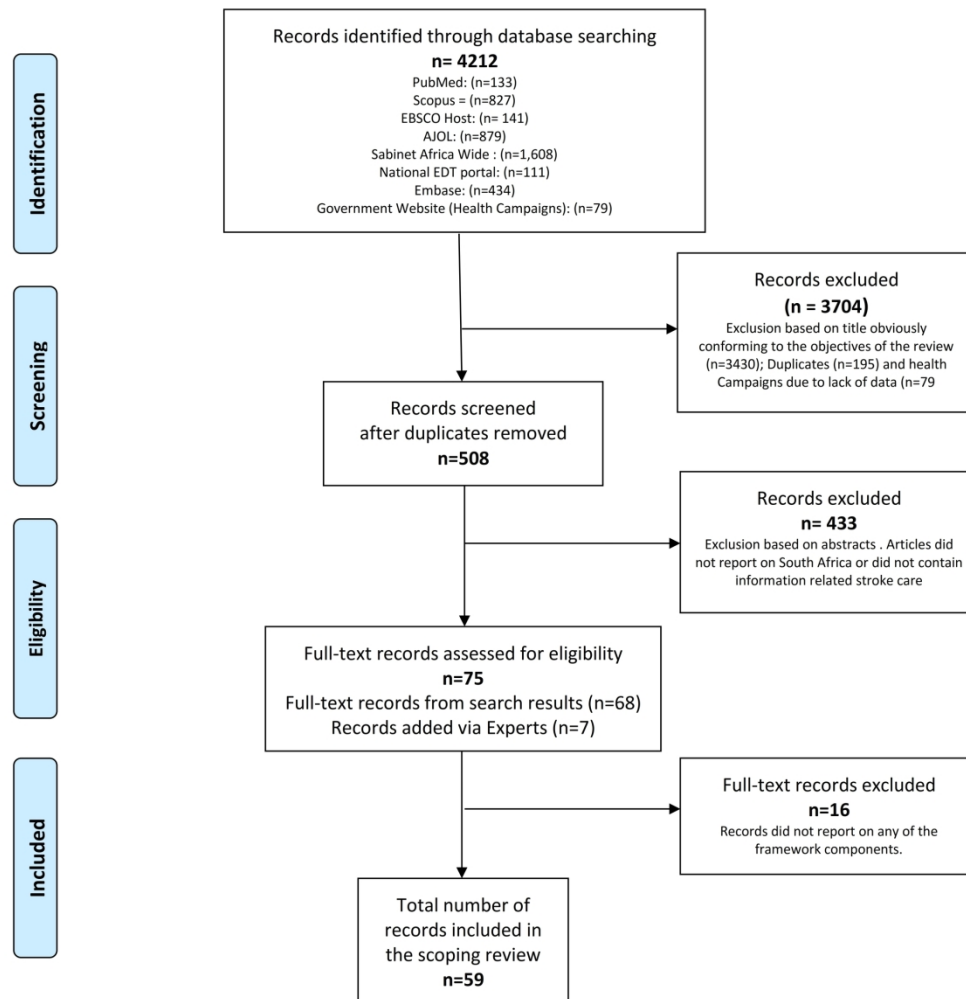 Identification
Records identified through database searching
n= 4212
PubMed: (n=133)
Scopus = (n=827)
EBSCO Host: (n= 141)
AJOL: (n=879)
Sabinet Africa Wide : (n=1,608)
National EDT portal: (n=111)
Embase: (n=434)
Government Website (Health Campaigns): (n=79)
Screening
Records excluded
(n = 3704)
Exclusion based on title obviously
conforming to the objectives of the review
(n=3430); Duplicates (n=195) and health
Campaigns due to lack of data (n=79
Records screened
after duplicates removed
n=508
Eligibility
Records excluded
n= 433
Exclusion based on abstracts . Articles did
not report on South Africa or did not contain
information related stroke care
Full-text records assessed for eligibility
n=75
Full-text records from search results (n=68)
Records added via Experts (n=7)
Included
Full-text records excluded
n=16
Records did not report on any of the
framework components.
Total number of
records included in
the scoping review
n=59